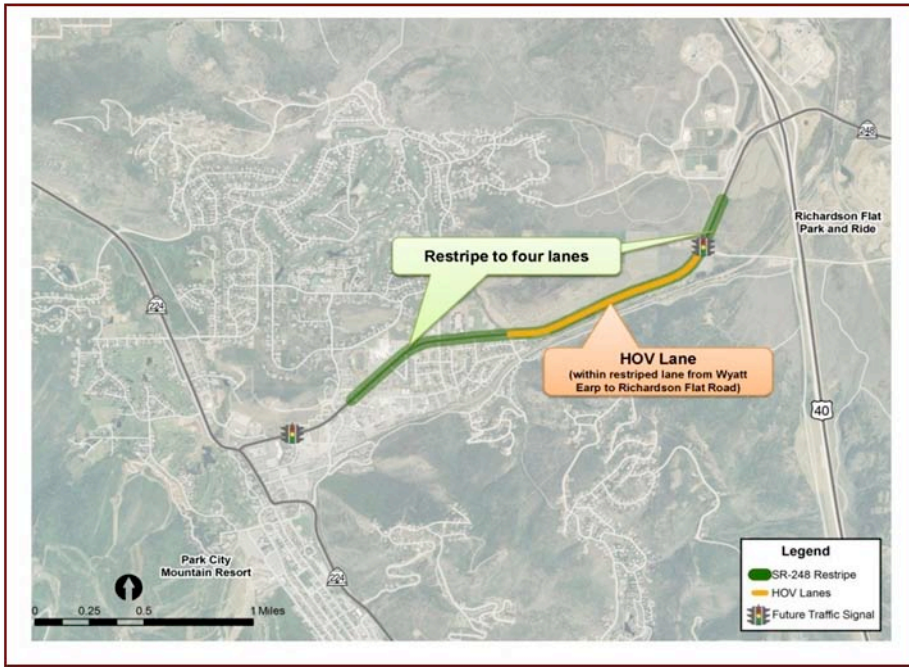 248
Richardson Flat
Park and Ride
Restripe to four lanes
224
HOV Lane
(within restriped lane from Wyatt
Earp to Richardson Flat Road)
40
Park City
Mountain Resort
224
0 0.25 0.5 1 Miles
Legend
SR-248 Restripe
HOV Lanes
Future Traffic Signal